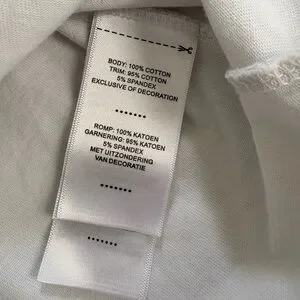 BODY: 100% COTTON
TRIM: 95% COTTON
5% SPANDEX
EXCLUSIVE OF DECORATION
•••••••
ROMP: 100% KATOEN
GARNERING: 95% KATOEN
5% SPANDEX
MET UITZONDERING
VAN DECORATIE
•••••••
•••••••